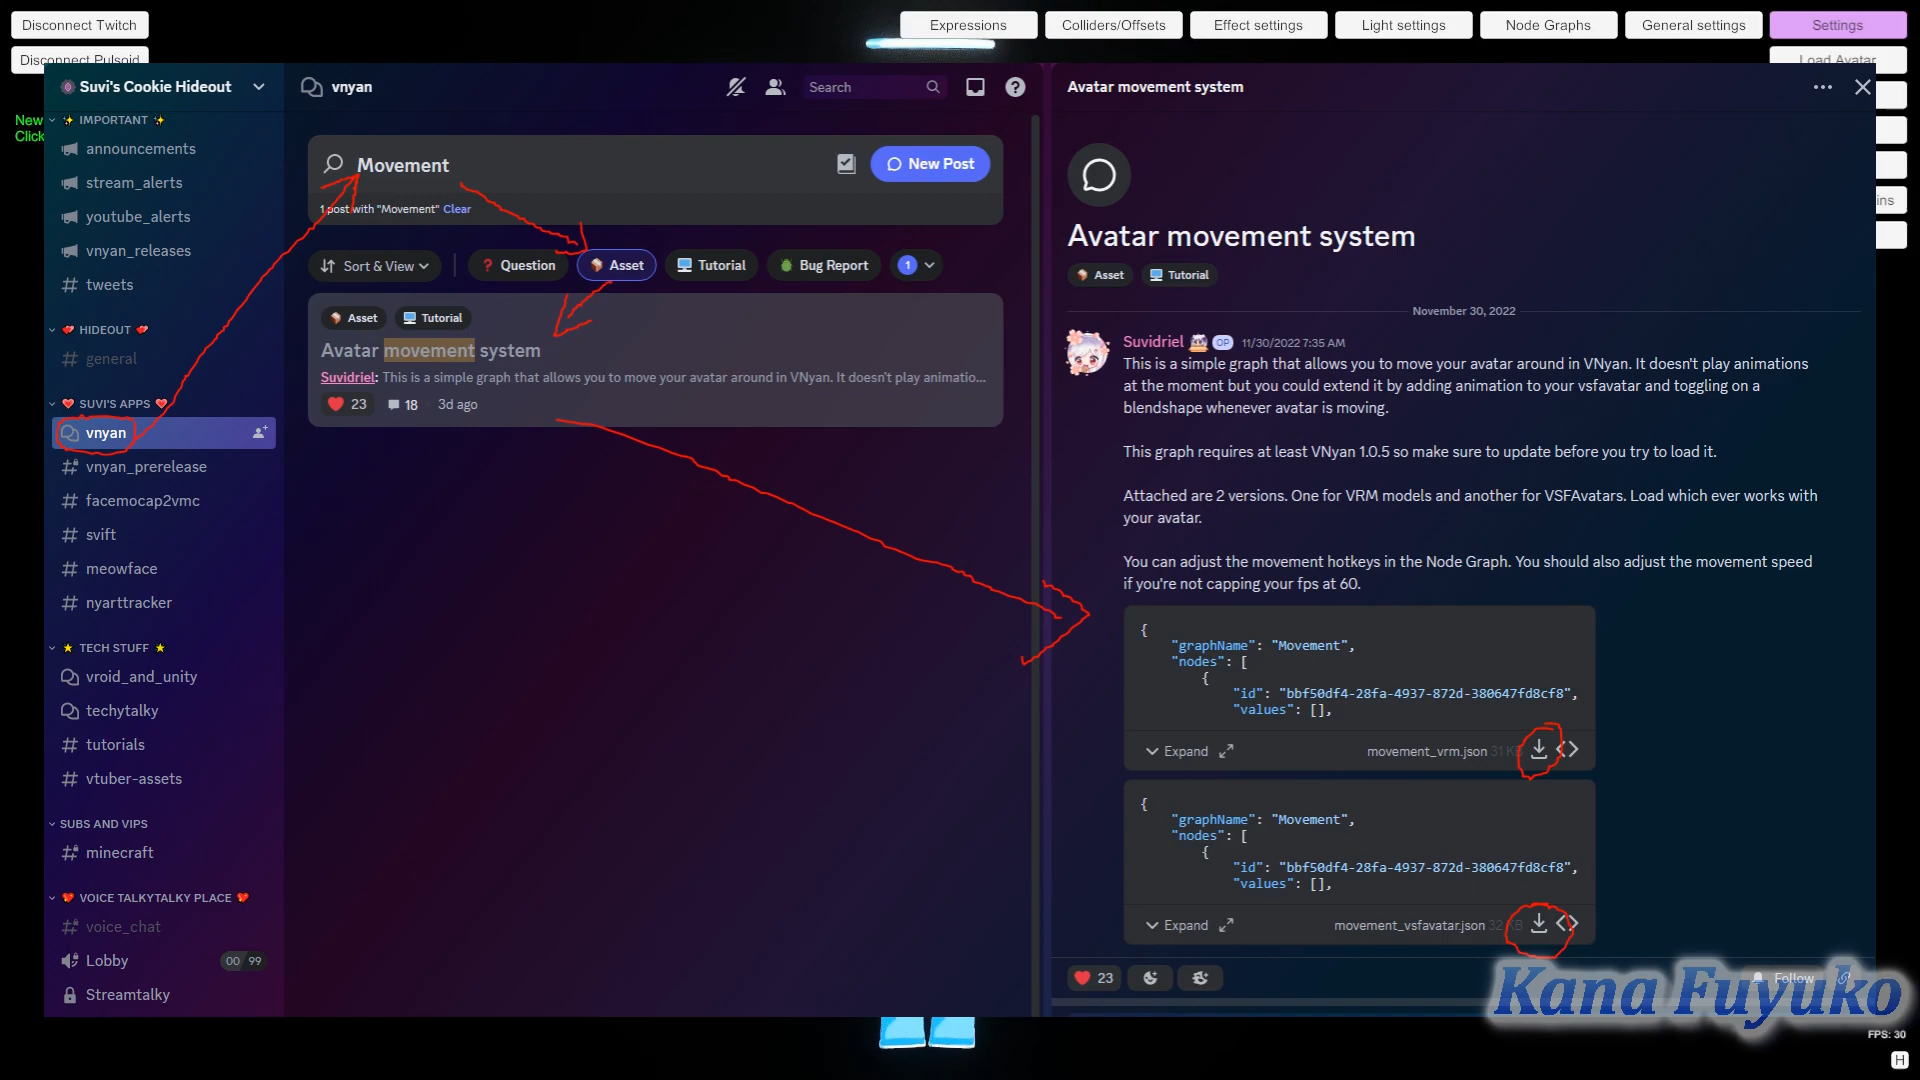 Disconnect Twitch
Disconnect Pulsoid
Expressions
Colliders/Offsets
Effect settings
Light settings
Node Graphs
General settings
Settings
Load Avatar
New
Click
Suvi's Cookie Hideout
IMPORTANT
announcements
stream_alerts
youtube_alerts
vnyan_releases
tweets
HIDEOUT
general
SUVI'S APPS
vnyan
vnyan_prerelease
facemocap2vmc
svift
meowface
nyarttracker
TECH STUFF
vroid_and_unity
techytalky
tutorials
vtuber-assets
SUBS AND VIPS
minecraft
VOICE TALKYTALKY PLACE
voice_chat
Lobby 00 99
Streamtalky
vnyan
Search
Movement
New Post
1 post with "Movement" Clear
Sort & View
Question
Asset
Tutorial
Bug Report
1
Asset Tutorial
Avatar movement system
Suvidriel: This is a simple graph that allows you to move your avatar around in VNyan. It doesn't play animatio...
23 18 3d ago
Avatar movement system
Avatar movement system
Asset Tutorial
November 30, 2022
Suvidriel OP 11/30/2022 7:35 AM
This is a simple graph that allows you to move your avatar around in VNyan. It doesn't play animations
at the moment but you could extend it by adding animation to your vsfavatar and toggling on a
blendshape whenever avatar is moving.
This graph requires at least VNyan 1.0.5 so make sure to update before you try to load it.
Attached are 2 versions. One for VRM models and another for VSFAvatars. Load which ever works with
your avatar.
You can adjust the movement hotkeys in the Node Graph. You should also adjust the movement speed
if you're not capping your fps at 60.
{
"graphName": "Movement",
"nodes": [
{
"id": "bbf50df4-28fa-4937-872d-380647fd8cf8",
"values": [],
Expand movement_vrm.json 31 KB
{
"graphName": "Movement",
"nodes": [
{
"id": "bbf50df4-28fa-4937-872d-380647fd8cf8",
"values": [],
Expand movement_vsfavatar.json 32 KB
23
Follow
Kana Fuyuko
FPS: 30
H